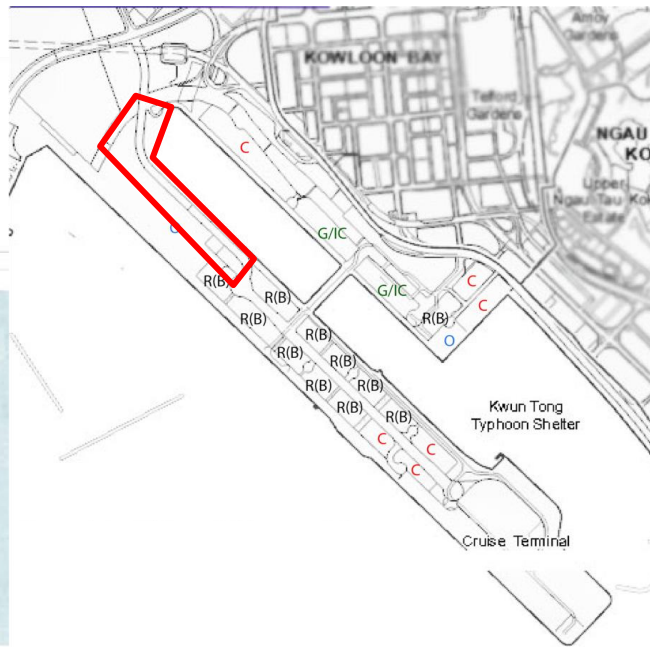 Amoy
Gardens
KOWLOON BAY
Telford
Gardens
NGAU
KO
C
Upper
Ngau Tau Kok
Estate
G/IC
R(B)
R(B)
G/IC
C
C
R(B)
R(B)
R(B)
O
R(B)
R(B)
R(B)
R(B)
R(B)
R(B)
Kwun Tong
Typhoon Shelter
C
C
C
Cruise Terminal